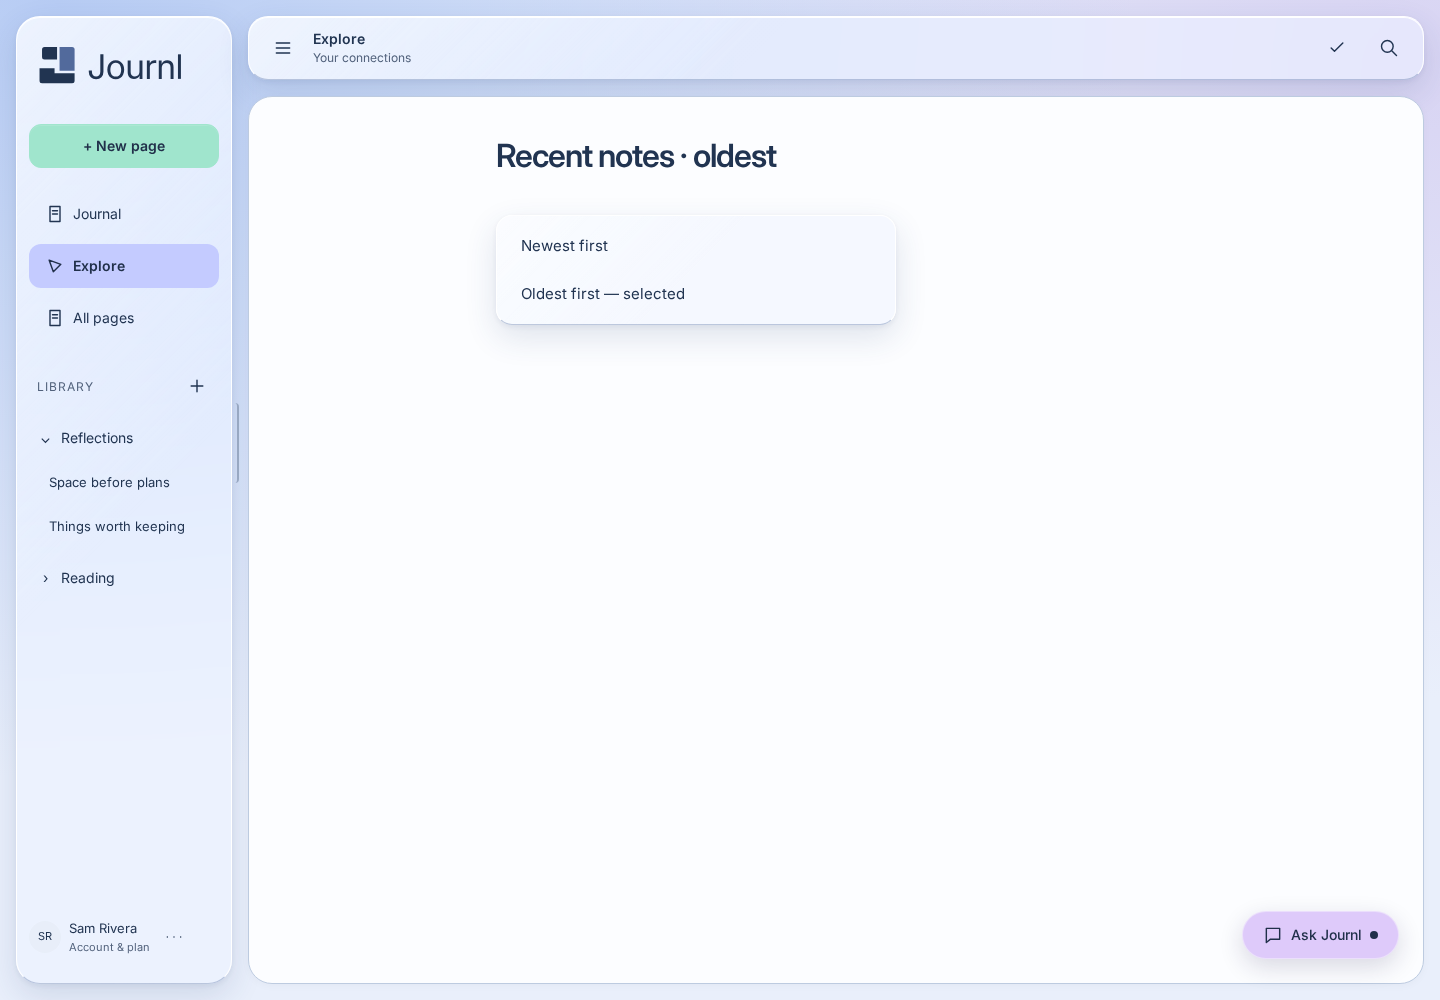 Journl
+ New page
Journal
Explore
All pages
LIBRARY
Reflections
Space before plans
Things worth keeping
Reading
SR
Sam Rivera
Account & plan
Explore
Your connections
Recent notes · oldest
Newest first
Oldest first — selected
Ask Journl